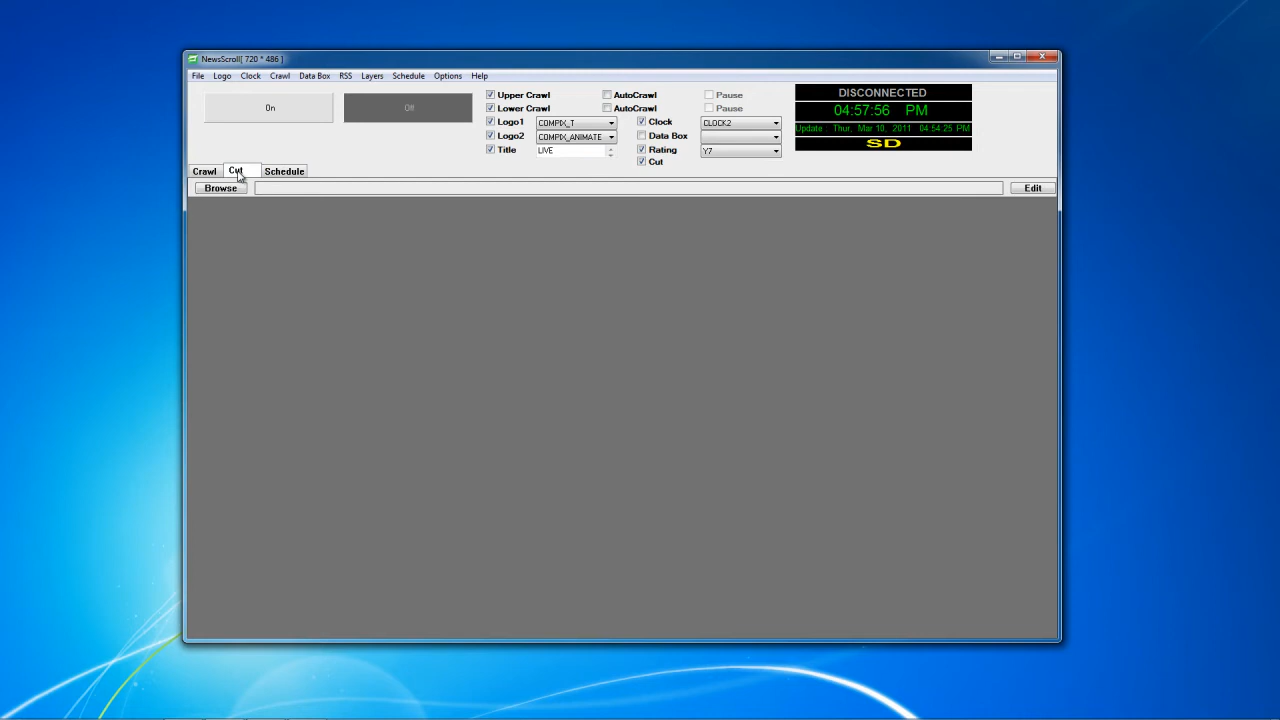 NewsScroll[ 720 * 486 ]
File Logo Clock Crawl Data Box RSS Layers Schedule Options Help
On Off
Upper Crawl AutoCrawl Pause
Lower Crawl AutoCrawl Pause
Logo1 COMPIX_T Clock CLOCK2
Logo2 COMPIX_ANIMATE Data Box
Title LIVE Rating Y7
Cut
DISCONNECTED
04:57:56 PM
Update : Thur, Mar 10, 2011 04:54:25 PM
SD
Crawl Cut Schedule
Browse Edit